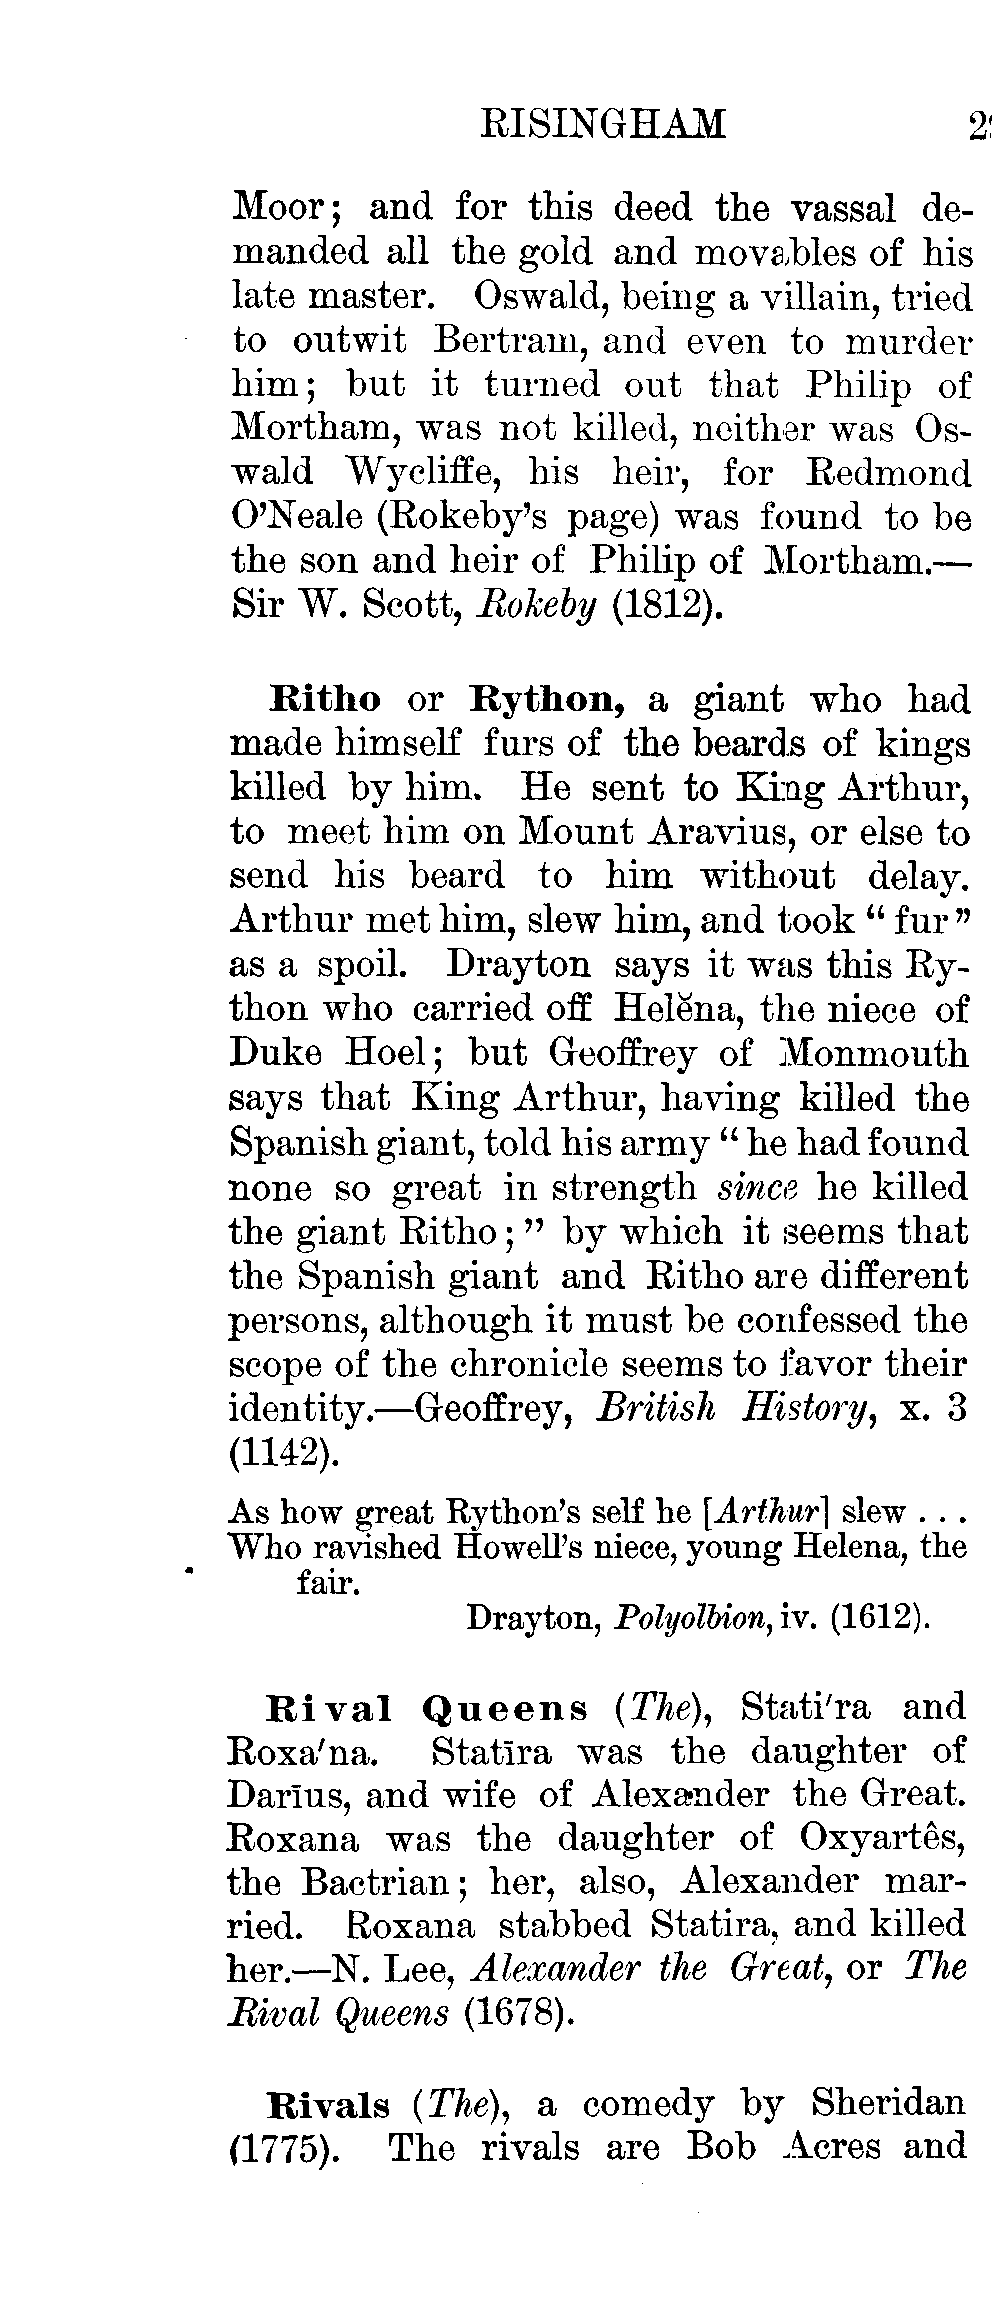 RISINGHAM
Moor; and for this deed the vassal de-
manded all the gold and movables of his
late master. Oswald, being a villain, tried
to outwit Bertram, and even to murder
him; but it turned out that Philip of
Mortham, was not killed, neither was Os-
wald Wycliffe, his heir, for Redmond
O'Neale (Rokeby's page) was found to be
the son and heir of Philip of Mortham.—
Sir W. Scott, Rokeby (1812).
Ritho or Rython, a giant who had
made himself furs of the beards of kings
killed by him. He sent to King Arthur,
to meet him on Mount Aravius, or else to
send his beard to him without delay.
Arthur met him, slew him, and took “ fur ”
as a spoil. Drayton says it was this Ry-
thon who carried off Helĕna, the niece of
Duke Hoel; but Geoffrey of Monmouth
says that King Arthur, having killed the
Spanish giant, told his army “ he had found
none so great in strength since he killed
the giant Ritho; ” by which it seems that
the Spanish giant and Ritho are different
persons, although it must be confessed the
scope of the chronicle seems to favor their
identity.—Geoffrey, British History, x. 3
(1142).
As how great Rython's self he [Arthur] slew . . .
Who ravished Howell's niece, young Helena, the
fair.
Drayton, Polyolbion, iv. (1612).
Rival Queens (The), Stati'ra and
Roxa'na. Statīra was the daughter of
Darīus, and wife of Alexander the Great.
Roxana was the daughter of Oxyartês,
the Bactrian; her, also, Alexander mar-
ried. Roxana stabbed Statira, and killed
her.—N. Lee, Alexander the Great, or The
Rival Queens (1678).
Rivals (The), a comedy by Sheridan
(1775). The rivals are Bob Acres and